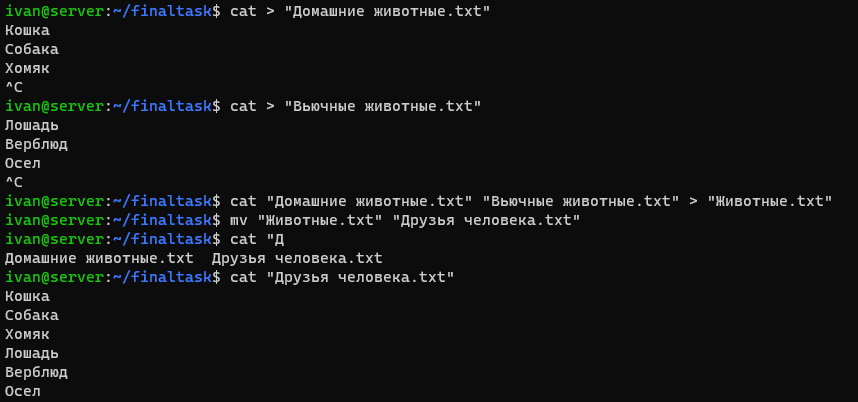 ivan@server:~/finaltask$ cat > "Домашние животные.txt"
Кошка
Собака
Хомяк
^C
ivan@server:~/finaltask$ cat > "Вьючные животные.txt"
Лошадь
Верблюд
Осел
^C
ivan@server:~/finaltask$ cat "Домашние животные.txt" "Вьючные животные.txt" > "Животные.txt"
ivan@server:~/finaltask$ mv "Животные.txt" "Друзья человека.txt"
ivan@server:~/finaltask$ cat "Д
Домашние животные.txt  Друзья человека.txt
ivan@server:~/finaltask$ cat "Друзья человека.txt"
Кошка
Собака
Хомяк
Лошадь
Верблюд
Осел